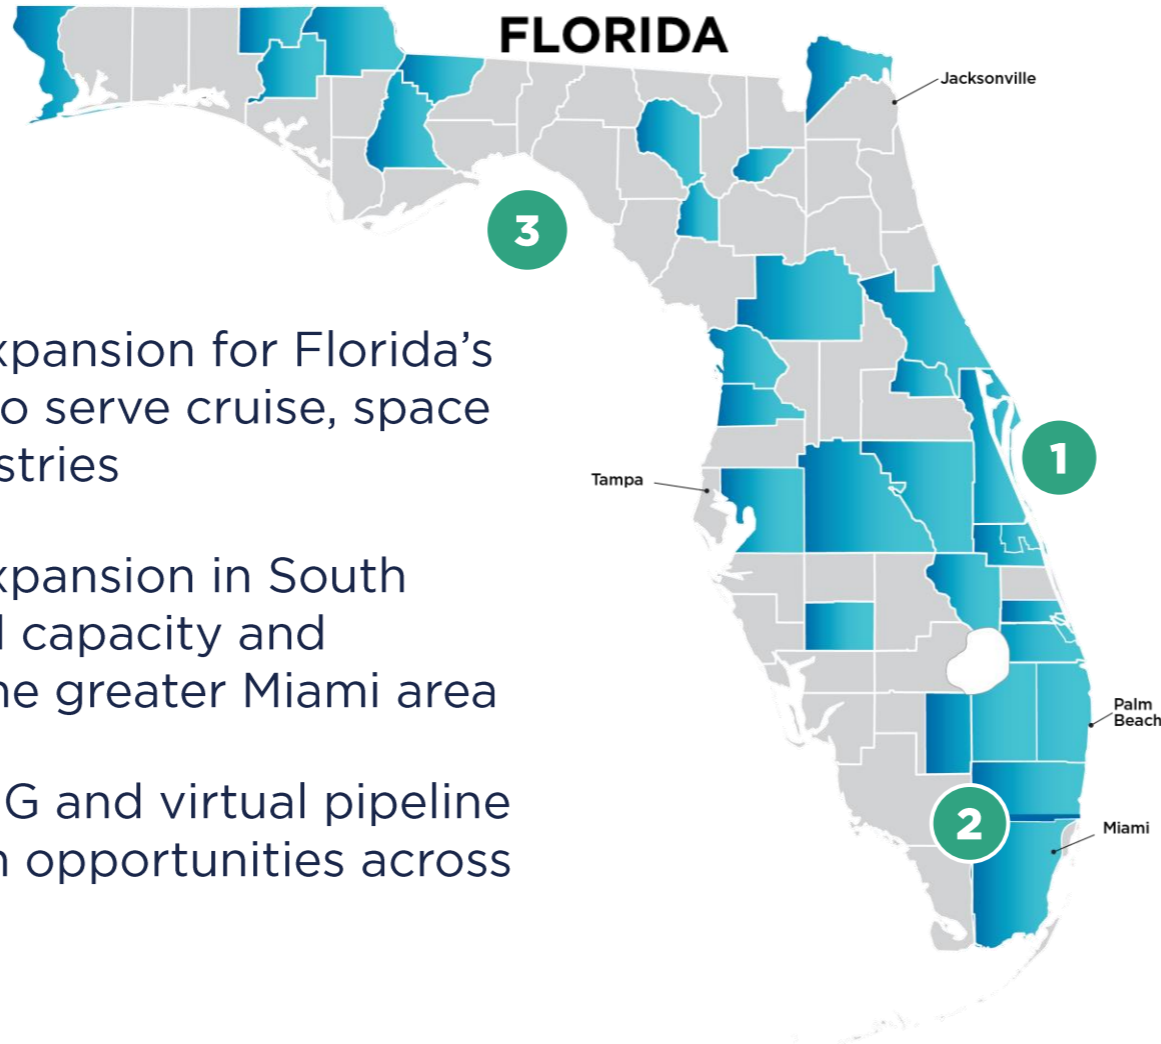 FLORIDA
Jacksonville
3
xpansion for Florida's
o serve cruise, space
stries
1
Tampa
xpansion in South
l capacity and
ne greater Miami area
Palm
Beach
G and virtual pipeline
n opportunities across
2
Miami